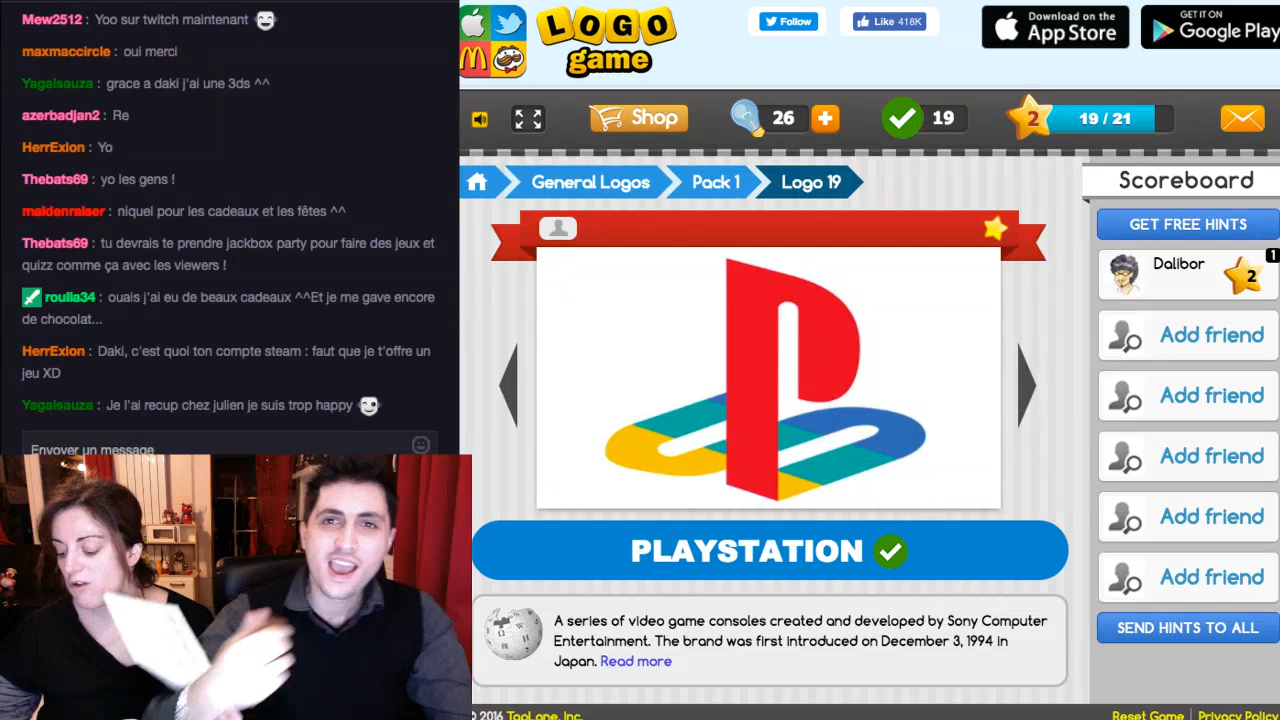 Mew2512 : Yoo sur twitch maintenant
maxmaccircle : oui merci
Yagalsauza : grace a daki j'ai une 3ds ^^
azerbadjan2 : Re
HerrExion : Yo
Thebats69 : yo les gens !
maidenraiser : niquel pour les cadeaux et les fêtes ^^
Thebats69 : tu devrais te prendre jackbox party pour faire des jeux et
quizz comme ça avec les viewers !
roulla34 : ouais j'ai eu de beaux cadeaux ^^Et je me gave encore
de chocolat...
HerrExion : Daki, c'est quoi ton compte steam : faut que je t'offre un
jeu XD
Yagalsauza : Je l'ai recup chez julien je suis trop happy
Envoyer un message
LOGO
game
Follow
Like 418K
Download on the
App Store
GET IT ON
Google Play
Shop
26
19
2
19 / 21
General Logos
Pack 1
Logo 19
PLAYSTATION
A series of video game consoles created and developed by Sony Computer
Entertainment. The brand was first introduced on December 3, 1994 in
Japan. Read more
Scoreboard
GET FREE HINTS
Dalibor
2
1
Add friend
Add friend
Add friend
Add friend
Add friend
SEND HINTS TO ALL
© 2016 TapLane, Inc.
Reset Game
Privacy Policy